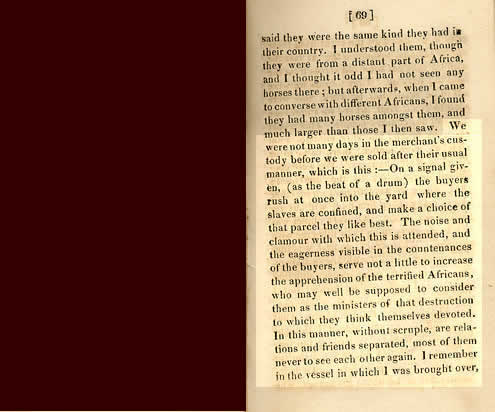 [ 69 ]
said they were the same kind they had in
their country. I understood them, though
they were from a distant part of Africa,
and I thought it odd I had not seen any
horses there ; but afterwards, when I came
to converse with different Africans, I found
they had many horses amongst them, and
much larger than those I then saw. We
were not many days in the merchant's cus-
tody before we were sold after their usual
manner, which is this :—On a signal giv-
en, (as the beat of a drum) the buyers
rush at once into the yard where the
slaves are confined, and make a choice of
that parcel they like best. The noise and
clamour with which this is attended, and
the eagerness visible in the countenances
of the buyers, serve not a little to increase
the apprehension of the terrified Africans,
who may well be supposed to consider
them as the ministers of that destruction
to which they think themselves devoted.
In this manner, without scruple, are rela-
tions and friends separated, most of them
never to see each other again. I remember
in the vessel in which I was brought over,